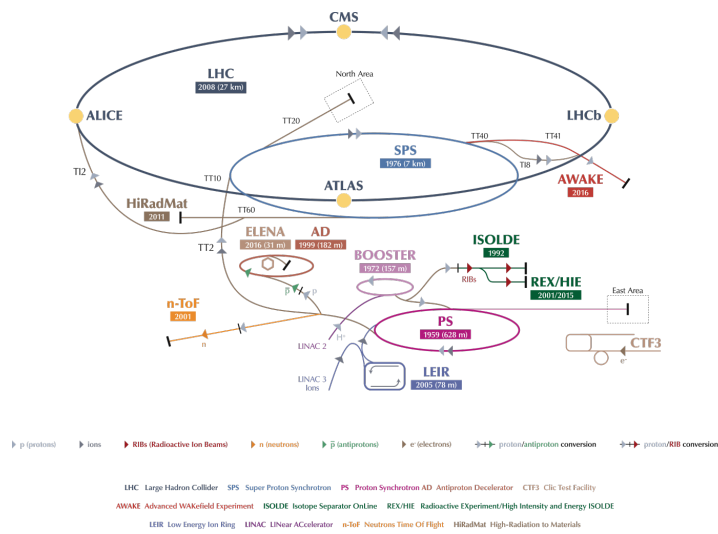 CMS
LHC
2008 (27 km)
North Area
ALICE
TT20
LHCb
TT40
TT41
SPS
1976 (7 km)
TI8
TI2
TT10
AWAKE
2016
HiRadMat
2011
ATLAS
TT60
ELENA
2016 (31 m)
AD
1999 (182 m)
TT2
BOOSTER
1972 (157 m)
ISOLDE
1992
RIBs
REX/HIE
2001/2015
p̅
p
East Area
n-ToF
2001
n
PS
1959 (628 m)
H⁻
LINAC 2
CTF3
e⁻
LINAC 3
Ions
LEIR
2005 (78 m)
p (protons) ions RIBs (Radioactive Ion Beams) n (neutrons) p̅ (antiprotons) e⁻ (electrons) proton/antiproton conversion proton/RIB conversion
LHC Large Hadron Collider SPS Super Proton Synchrotron PS Proton Synchrotron AD Antiproton Decelerator CTF3 Clic Test Facility
AWAKE Advanced WAKefield Experiment ISOLDE Isotope Separator OnLine REX/HIE Radioactive EXperiment/High Intensity and Energy ISOLDE
LEIR Low Energy Ion Ring LINAC LINear ACcelerator n-ToF Neutrons Time Of Flight HiRadMat High-Radiation to Materials